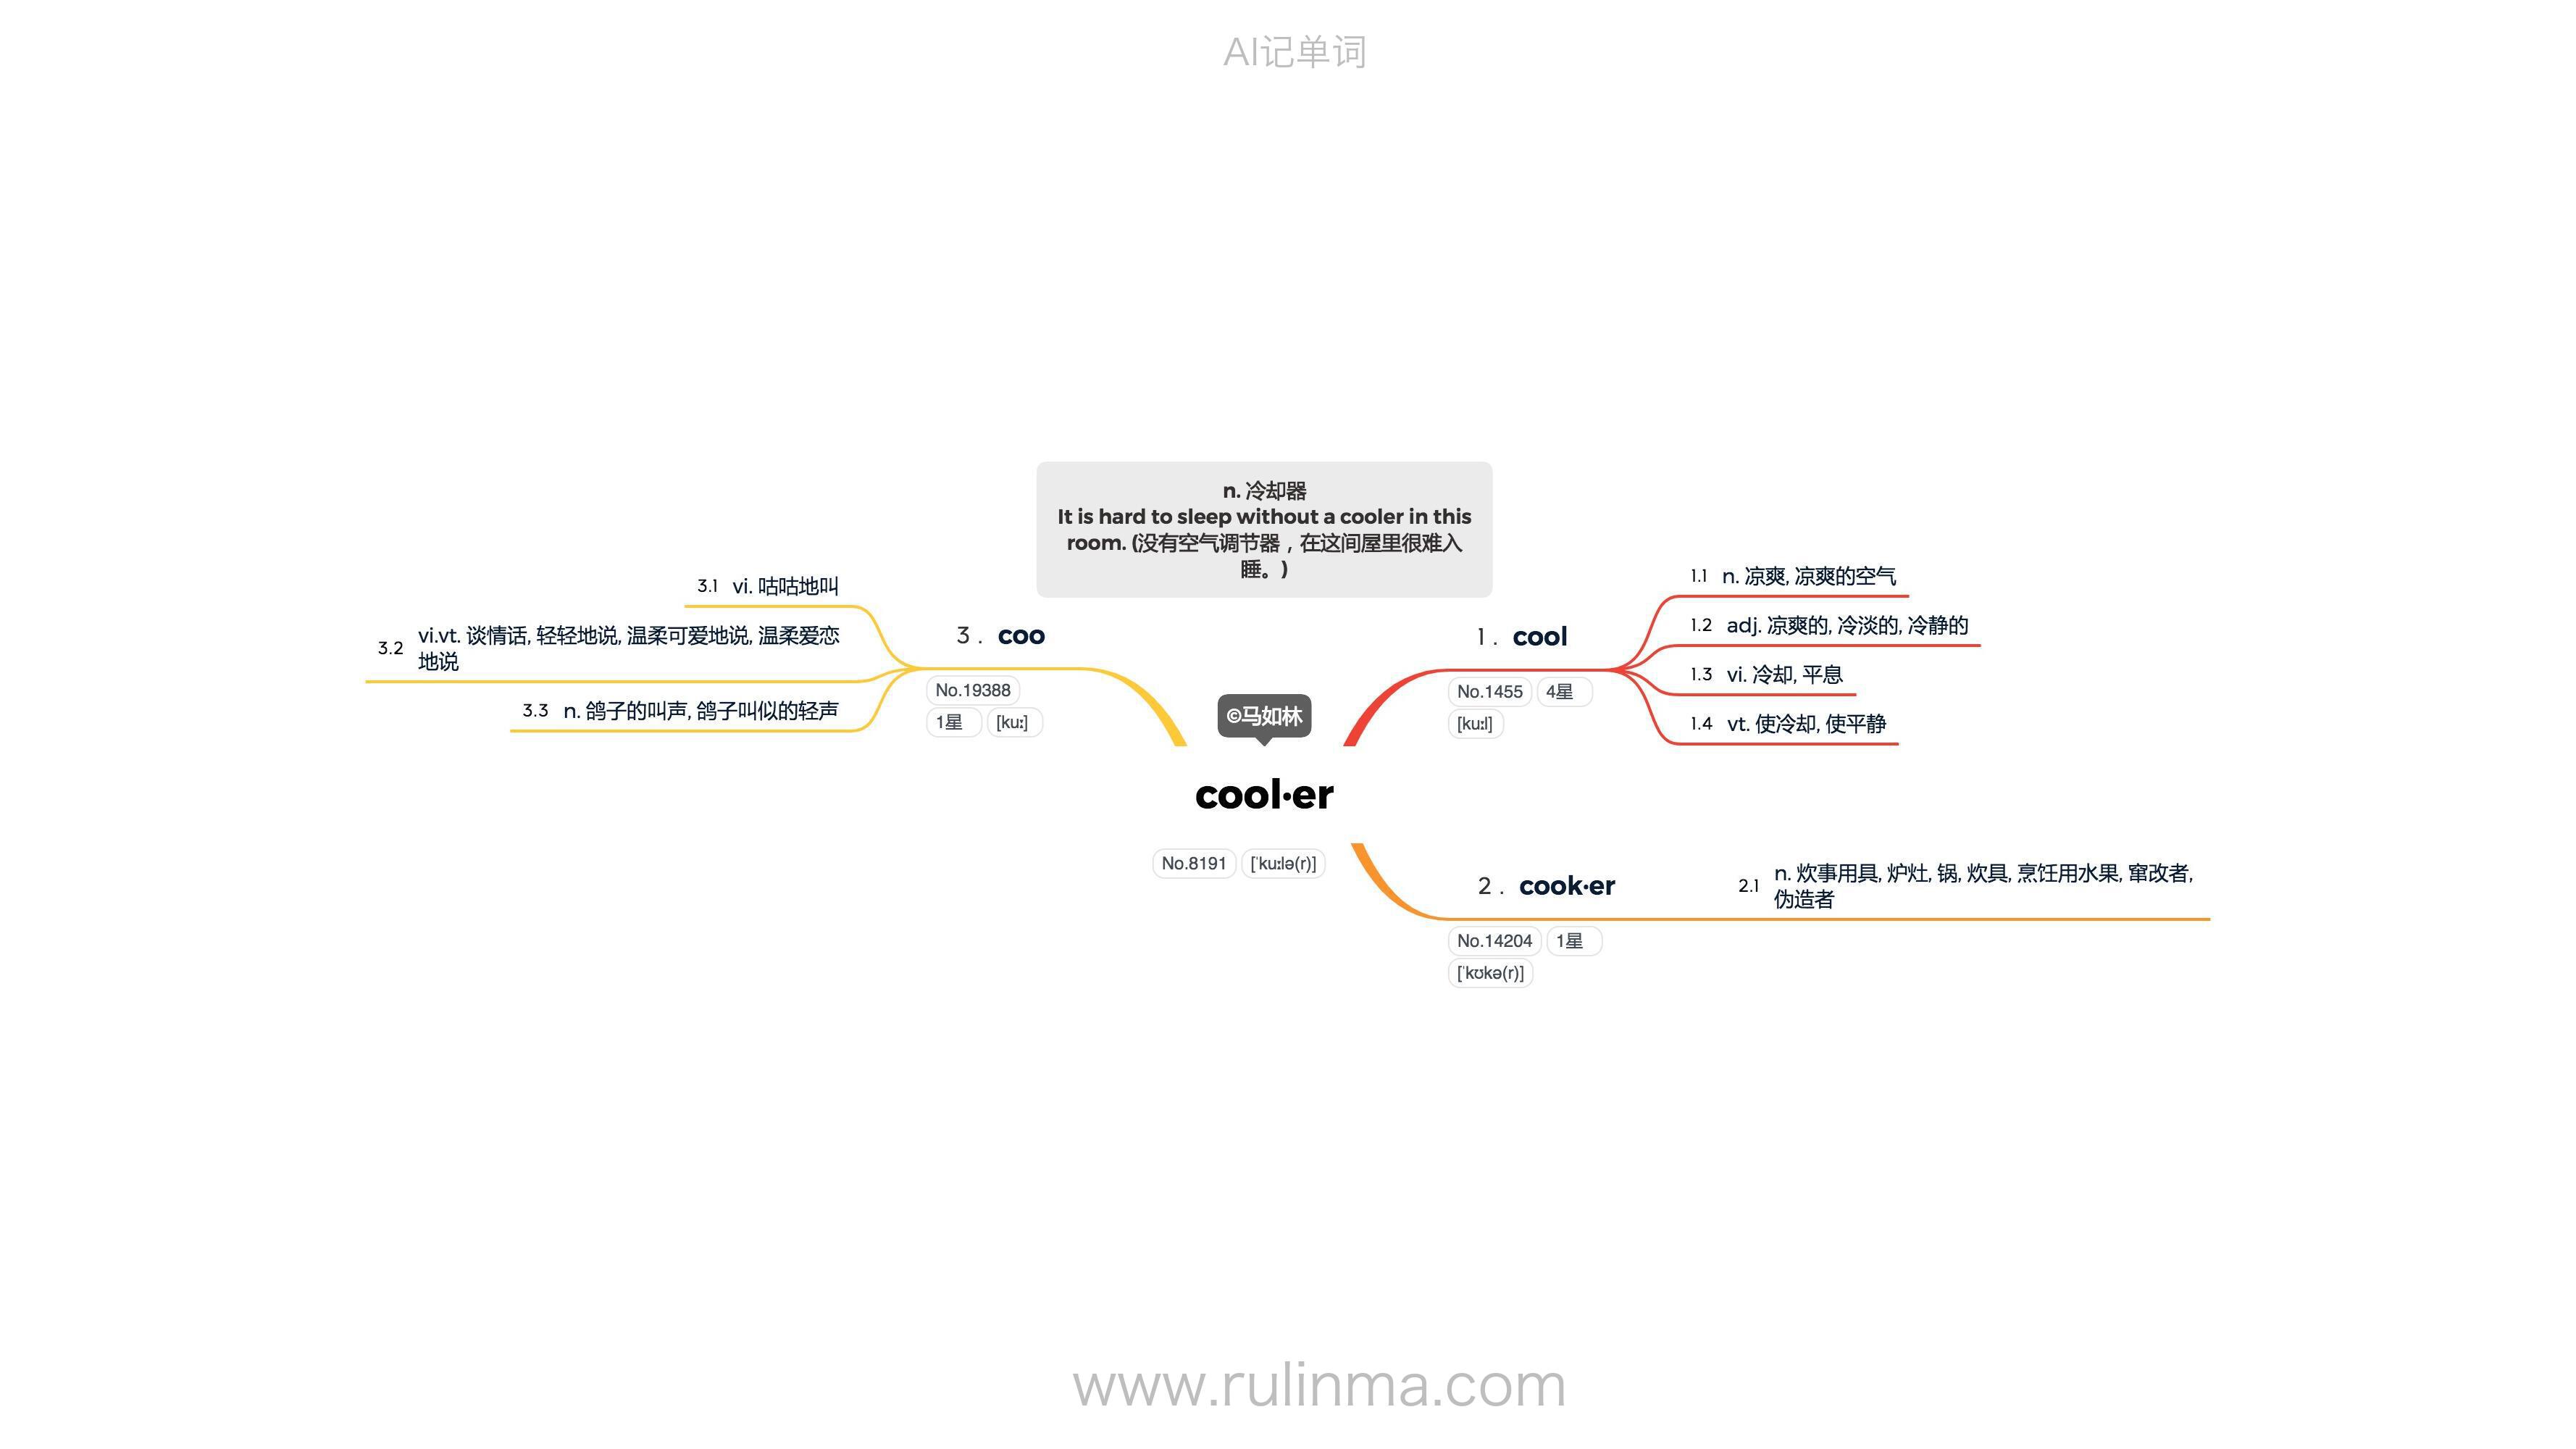 AI记单词
n. 冷却器
It is hard to sleep without a cooler in this
room. (没有空气调节器，在这间屋里很难入
睡。)
©马如林
cool·er
No.8191 [ˈkuːlə(r)]
1. cool
No.1455 4星
[kuːl]
1.1 n. 凉爽, 凉爽的空气
1.2 adj. 凉爽的, 冷淡的, 冷静的
1.3 vi. 冷却, 平息
1.4 vt. 使冷却, 使平静
2. cook·er
No.14204 1星
[ˈkʊkə(r)]
2.1 n. 炊事用具, 炉灶, 锅, 炊具, 烹饪用水果, 窜改者,
伪造者
3. coo
No.19388
1星 [kuː]
3.1 vi. 咕咕地叫
3.2 vi.vt. 谈情话, 轻轻地说, 温柔可爱地说, 温柔爱恋
地说
3.3 n. 鸽子的叫声, 鸽子叫似的轻声
www.rulinma.com